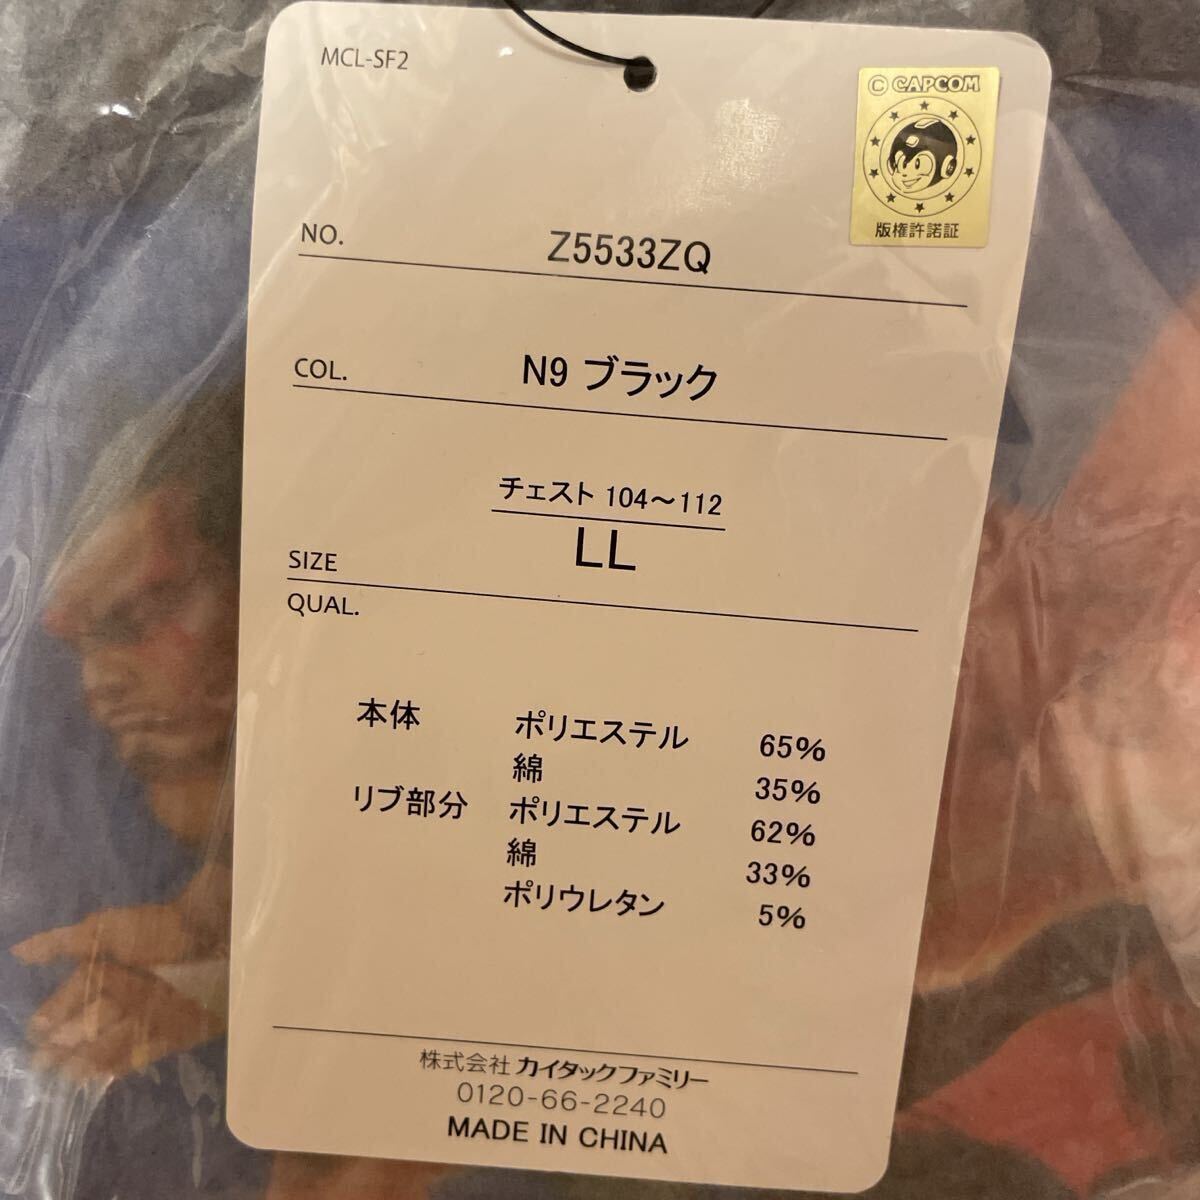 MCL-SF2
© CAPCOM
版権許諾証
NO. Z5533ZQ
COL. N9 ブラック
チェスト 104～112
SIZE LL
QUAL.
本体 ポリエステル 65%
綿 35%
リブ部分 ポリエステル 62%
綿 33%
ポリウレタン 5%
株式会社 カイタックファミリー
0120-66-2240
MADE IN CHINA